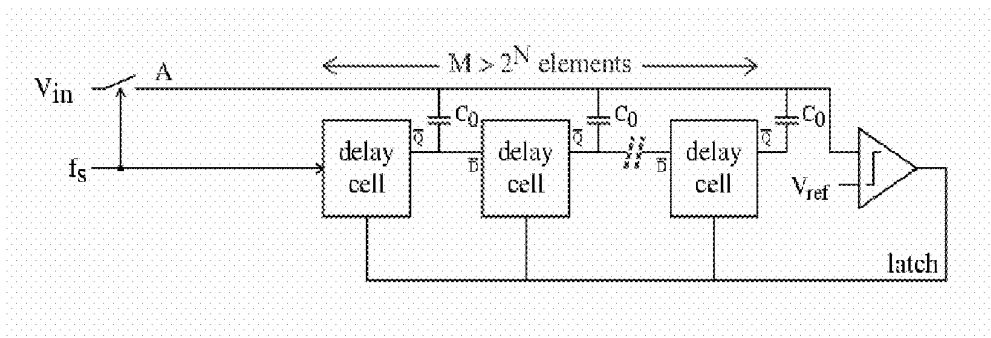 M > 2^N elements
V_in
A
f_s
C_0
C_0
C_0
Q̅
D̅
Q̅
D̅
Q̅
delay
cell
delay
cell
delay
cell
V_ref
latch